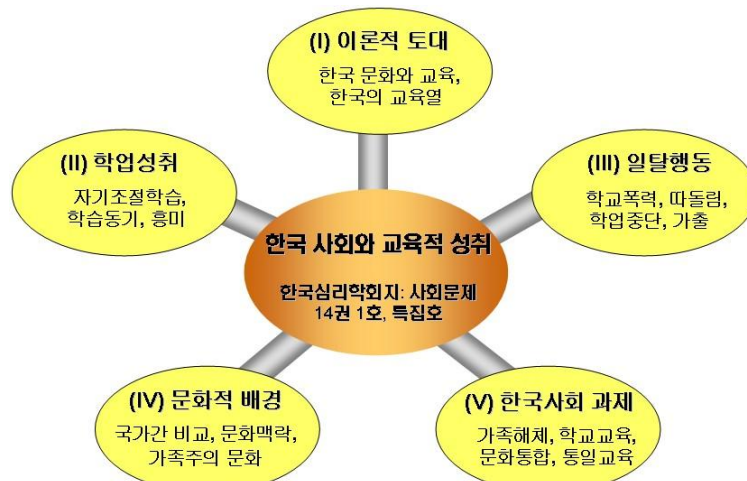 (I) 이론적 토대
한국 문화와 교육,
한국의 교육열
(II) 학업성취
자기조절학습,
학습동기, 흥미
(III) 일탈행동
학교폭력, 따돌림,
학업중단, 가출
한국 사회와 교육적 성취
한국심리학회지: 사회문제
14권 1호, 특집호
(IV) 문화적 배경
국가간 비교, 문화맥락,
가족주의 문화
(V) 한국사회 과제
가족해체, 학교교육,
문화통합, 통일교육